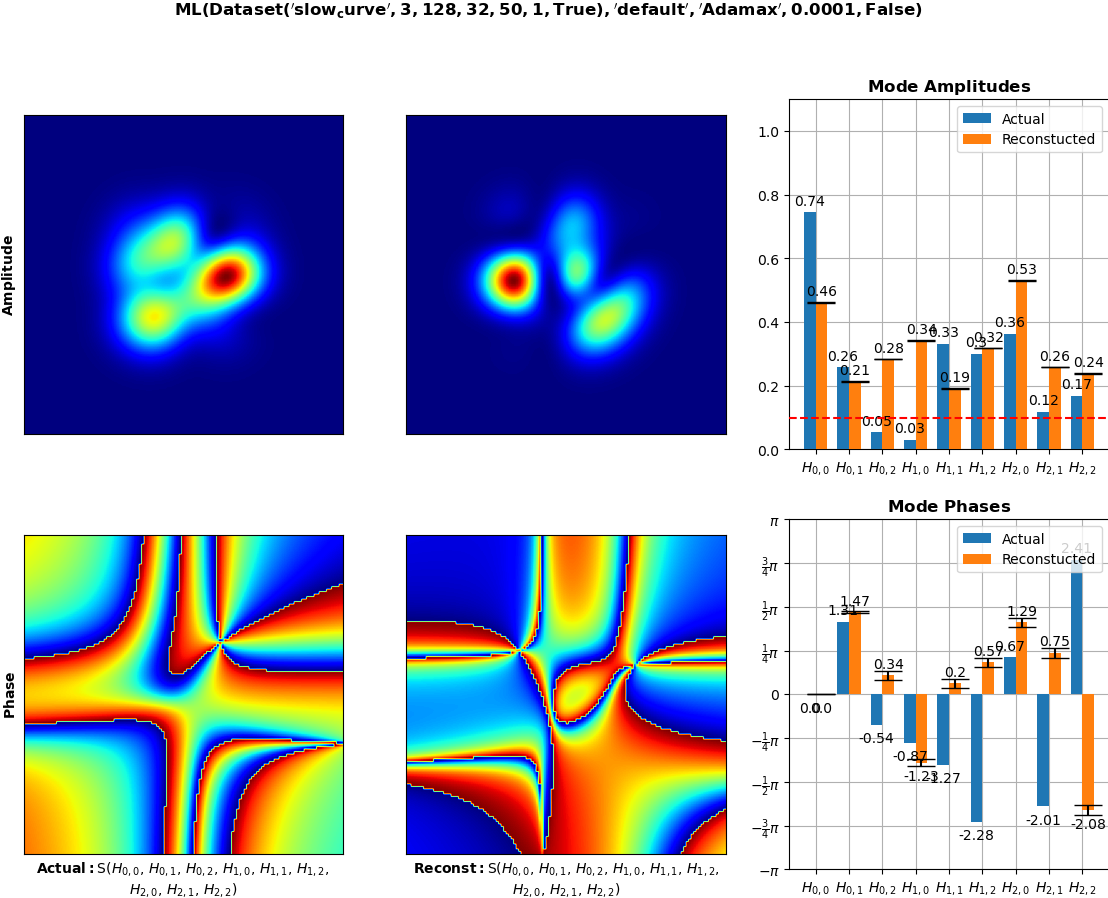 ML(Dataset('slow_curve', 3, 128, 32, 50, 1, True), 'default', 'Adamax', 0.0001, False)
Amplitude
Mode Amplitudes
Actual
Reconstucted
1.0
0.8
0.6
0.4
0.2
0.0
0.74
0.46
0.26
0.21
0.05
0.28
0.03
0.34
0.33
0.19
0.3
0.32
0.36
0.53
0.12
0.26
0.17
0.24
H0,0 H0,1 H0,2 H1,0 H1,1 H1,2 H2,0 H2,1 H2,2
Phase
Actual: S(H0,0, H0,1, H0,2, H1,0, H1,1, H1,2,
H2,0, H2,1, H2,2)
Reconst: S(H0,0, H0,1, H0,2, H1,0, H1,1, H1,2,
H2,0, H2,1, H2,2)
Mode Phases
Actual
Reconstucted
π
3/4π
1/2π
1/4π
0
−1/4π
−1/2π
−3/4π
−π
0.0
0.0
1.31
1.47
-0.54
0.34
-0.87
-1.23
-1.27
0.2
-2.28
0.57
0.67
1.29
-2.01
0.75
2.41
-2.08
H0,0 H0,1 H0,2 H1,0 H1,1 H1,2 H2,0 H2,1 H2,2